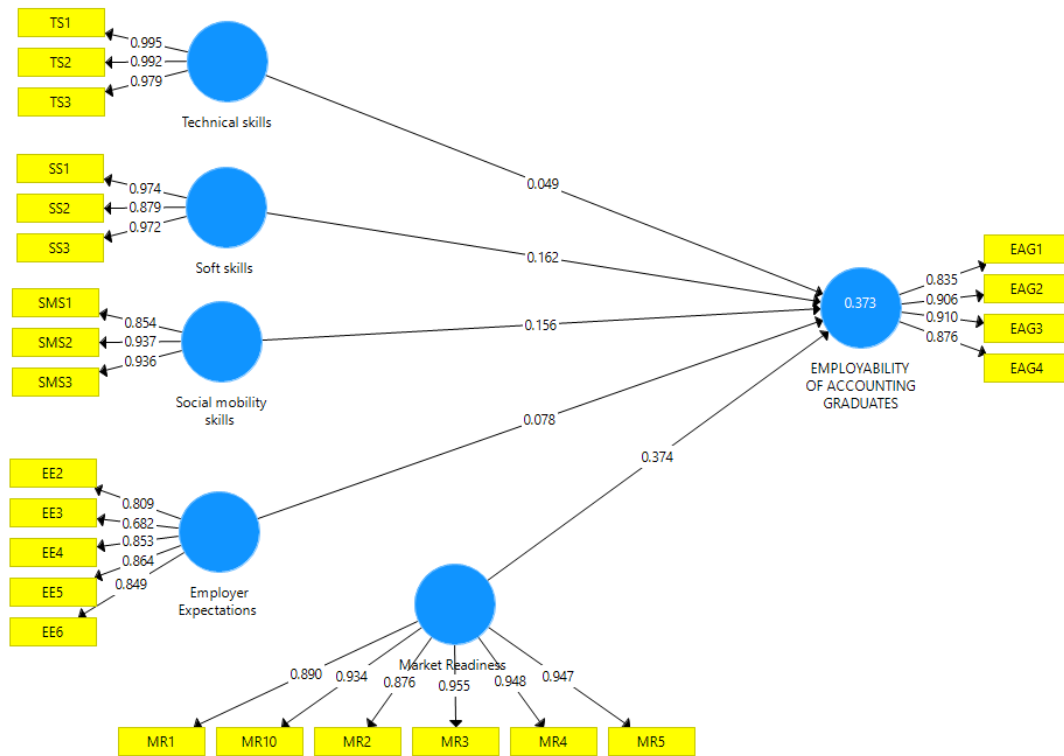 TS1
0.995
TS2
0.992
0.979
TS3
Technical skills
0.049
SS1
0.974
SS2
0.879
0.972
SS3
Soft skills
0.162
SMS1
0.854
SMS2
0.937
0.936
SMS3
Social mobility
skills
0.156
EE2
0.809
EE3
0.682
EE4
0.853
0.864
EE5
0.849
EE6
Employer
Expectations
0.078
0.374
0.373
EMPLOYABILITY
OF ACCOUNTING
GRADUATES
EAG1
0.835
EAG2
0.906
0.910
EAG3
0.876
EAG4
Market Readiness
0.890
0.934
0.876
0.955
0.948
0.947
MR1
MR10
MR2
MR3
MR4
MR5